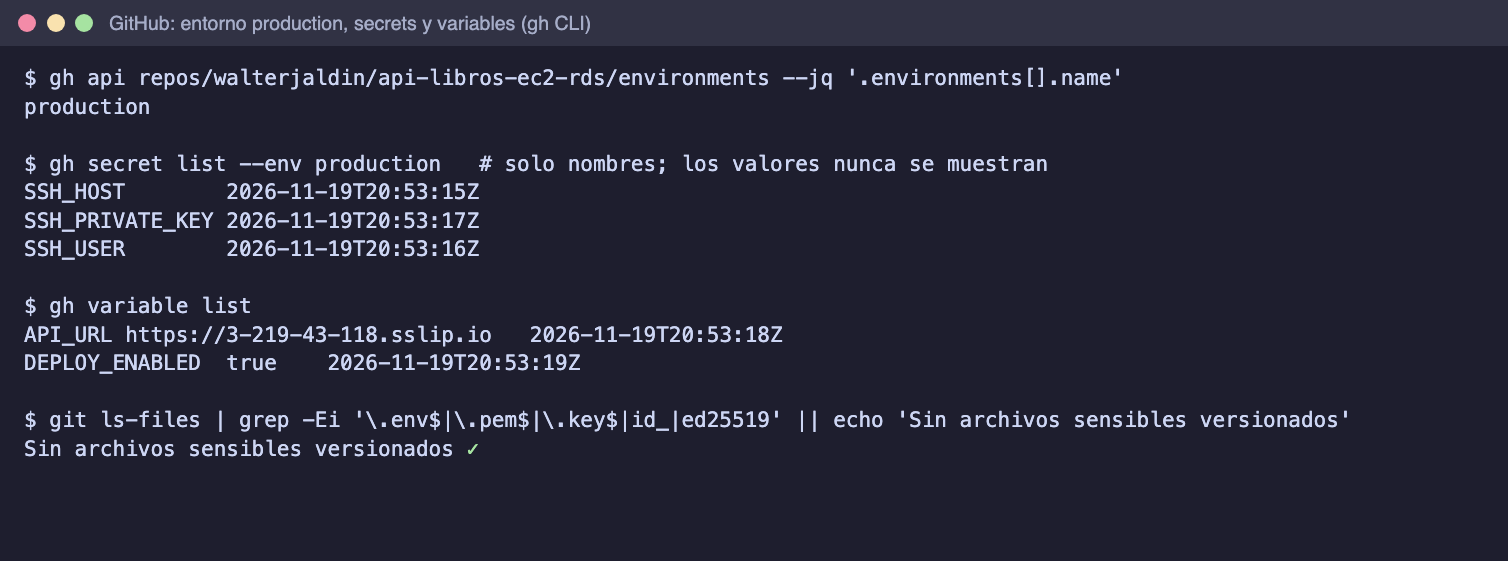 GitHub: entorno production, secrets y variables (gh CLI)
$ gh api repos/walterjaldin/api-libros-ec2-rds/environments --jq '.environments[].name'
production
$ gh secret list --env production   # solo nombres; los valores nunca se muestran
SSH_HOST        2026-11-19T20:53:15Z
SSH_PRIVATE_KEY 2026-11-19T20:53:17Z
SSH_USER        2026-11-19T20:53:16Z
$ gh variable list
API_URL https://3-219-43-118.sslip.io   2026-11-19T20:53:18Z
DEPLOY_ENABLED  true    2026-11-19T20:53:19Z
$ git ls-files | grep -Ei '\.env$|\.pem$|\.key$|id_|ed25519' || echo 'Sin archivos sensibles versionados'
Sin archivos sensibles versionados ✓